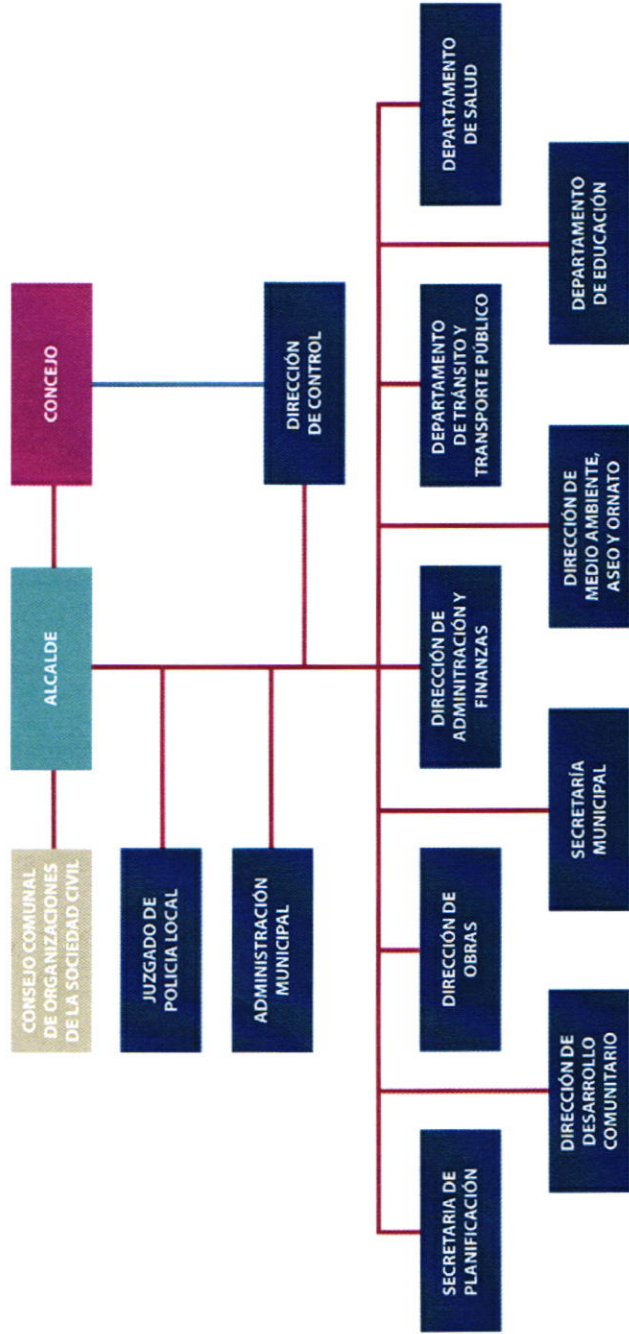 CONSEJO COMUNAL
DE ORGANIZACIONES
DE LA SOCIEDAD CIVIL
ALCALDE
CONCEJO
JUZGADO DE
POLICIA LOCAL
ADMINISTRACIÓN
MUNICIPAL
DIRECCIÓN
DE CONTROL
SECRETARIA DE
PLANIFICACIÓN
DIRECCIÓN DE
OBRAS
DIRECCIÓN DE
ADMINITRACIÓN Y
FINANZAS
DEPARTAMENTO
DE TRÁNSITO Y
TRANSPORTE PÚBLICO
DEPARTAMENTO
DE SALUD
DIRECCIÓN DE
DESARROLLO
COMUNITARIO
SECRETARÍA
MUNICIPAL
DIRECCIÓN DE
MEDIO AMBIENTE,
ASEO Y ORNATO
DEPARTAMENTO
DE EDUCACIÓN